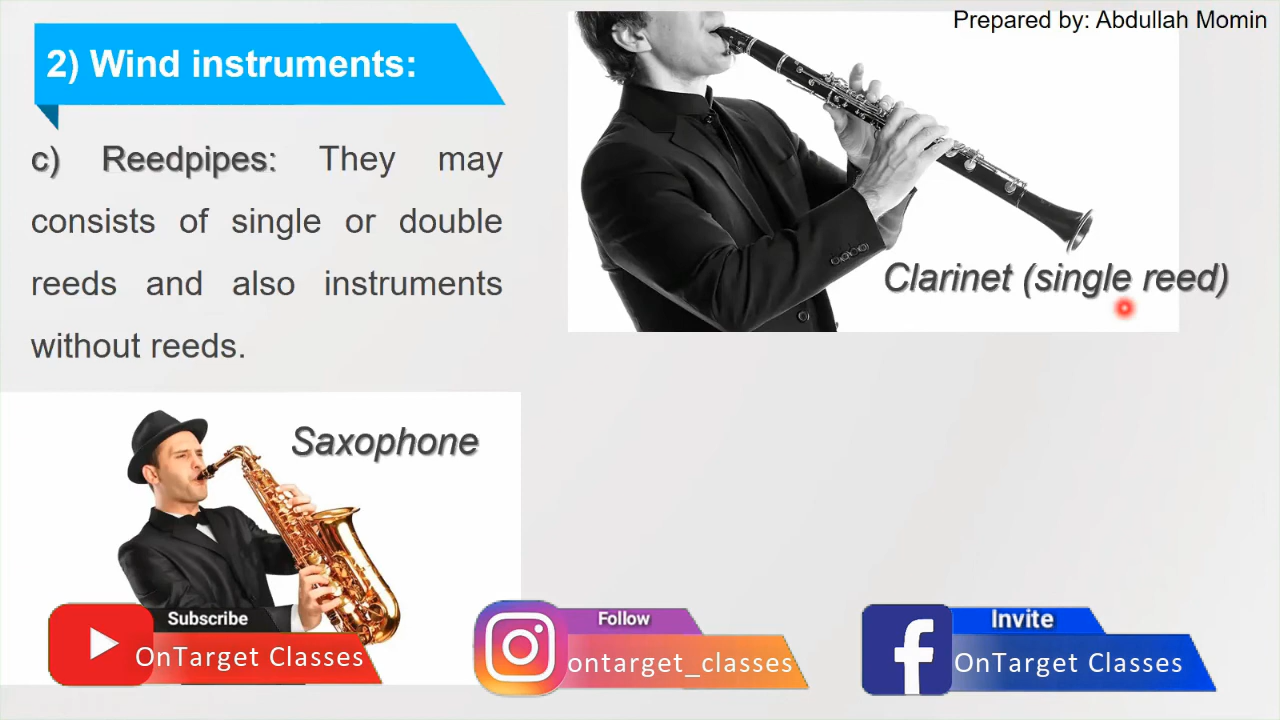 Prepared by: Abdullah Momin
2) Wind instruments:
c) Reedpipes: They may
consists of single or double
reeds and also instruments
without reeds.
Clarinet (single reed)
Saxophone
Subscribe
OnTarget Classes
Follow
ontarget_classes
Invite
OnTarget Classes